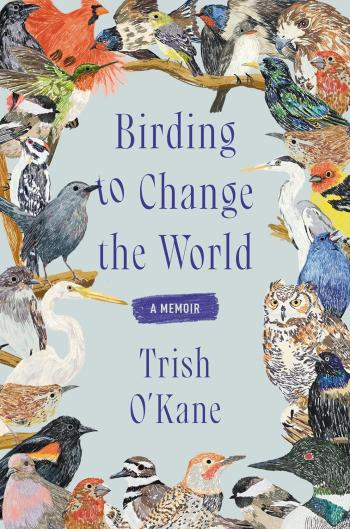 Birding
to Change
the World
A MEMOIR
Trish
O'Kane